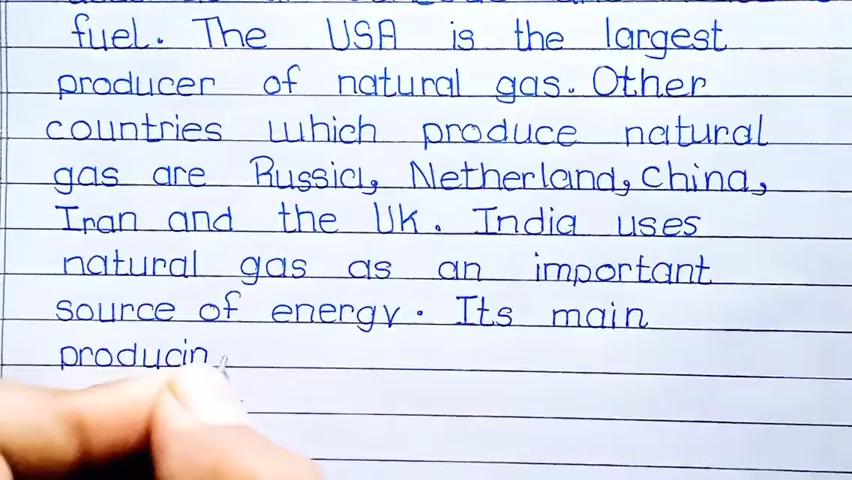 fuel. The USA is the largest
producer of natural gas. Other
countries which produce natural
gas are Russia, Netherland, China,
Iran and the UK. India uses
natural gas as an important
source of energy. Its main
producin